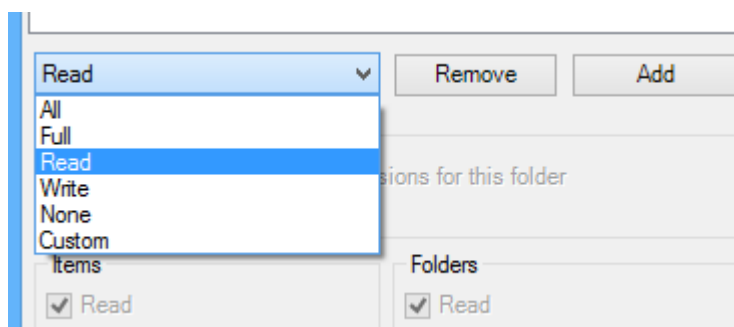 Read Remove Add
All
Full
Read
Write
None
Custom
sions for this folder
Items Folders
Read Read